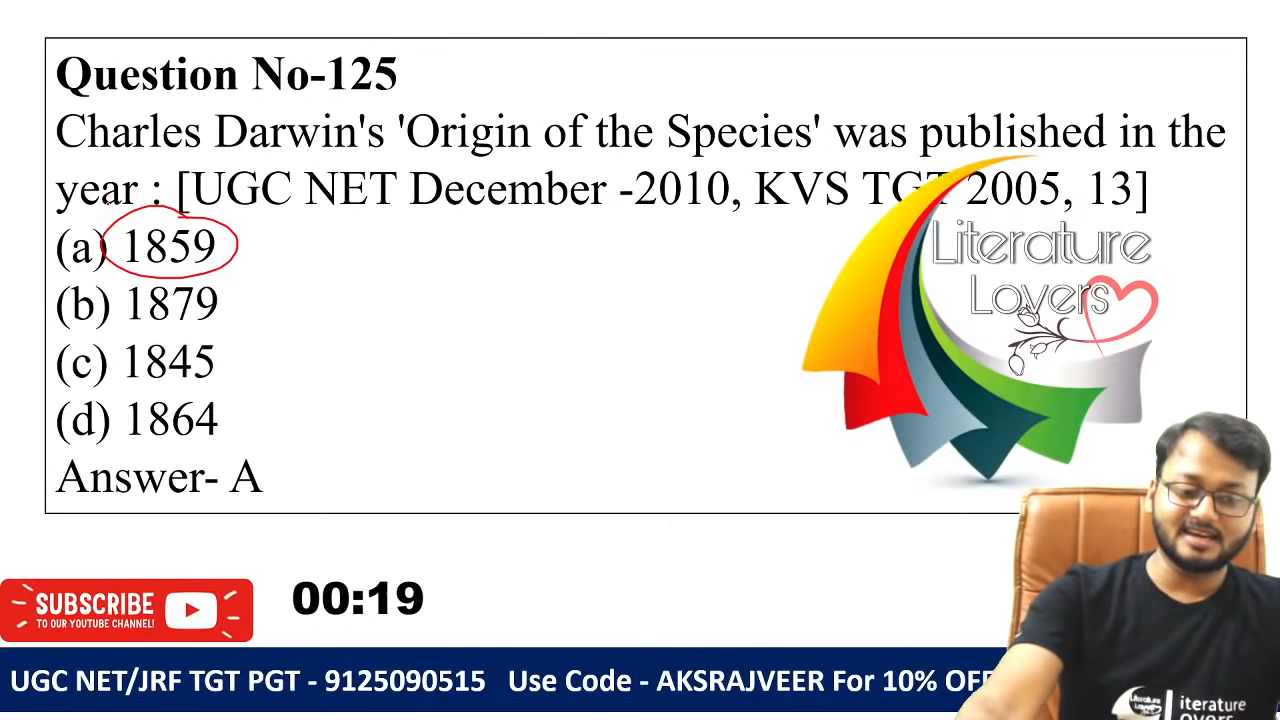 Question No-125
Charles Darwin's 'Origin of the Species' was published in the
year : [UGC NET December -2010, KVS TGT 2005, 13]
(a) 1859
(b) 1879
(c) 1845
(d) 1864
Answer- A
Literature
Lovers
SUBSCRIBE
TO OUR YOUTUBE CHANNEL!
00:19
UGC NET/JRF TGT PGT - 9125090515 Use Code - AKSRAJVEER For 10% OFF
iterature
overs